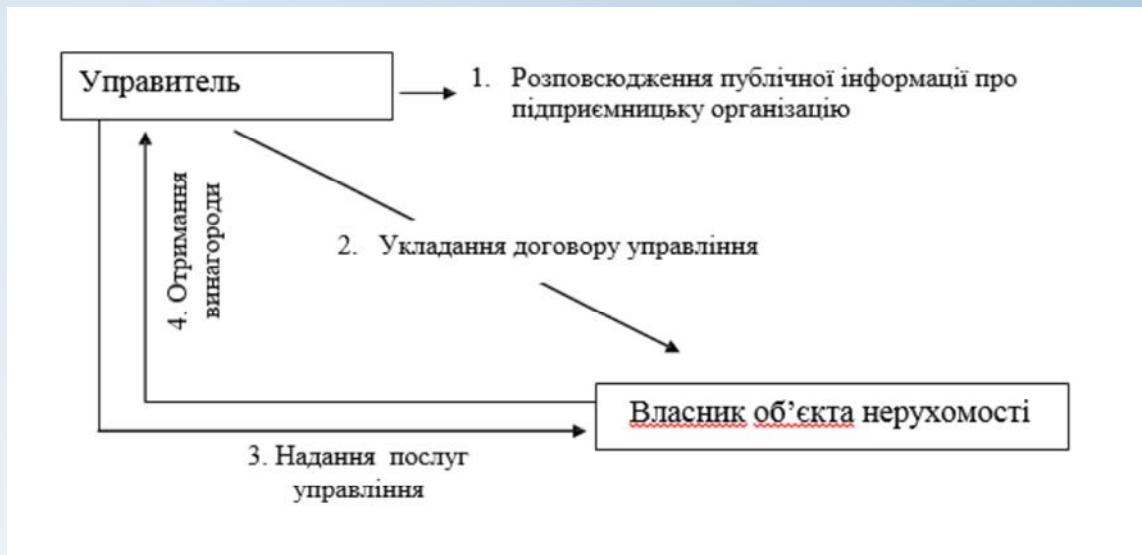 Управитель
1. Розповсюдження публічної інформації про
підприємницьку організацію
4. Отримання
винагороди
2. Укладання договору управління
Власник об’єкта нерухомості
3. Надання послуг
управління